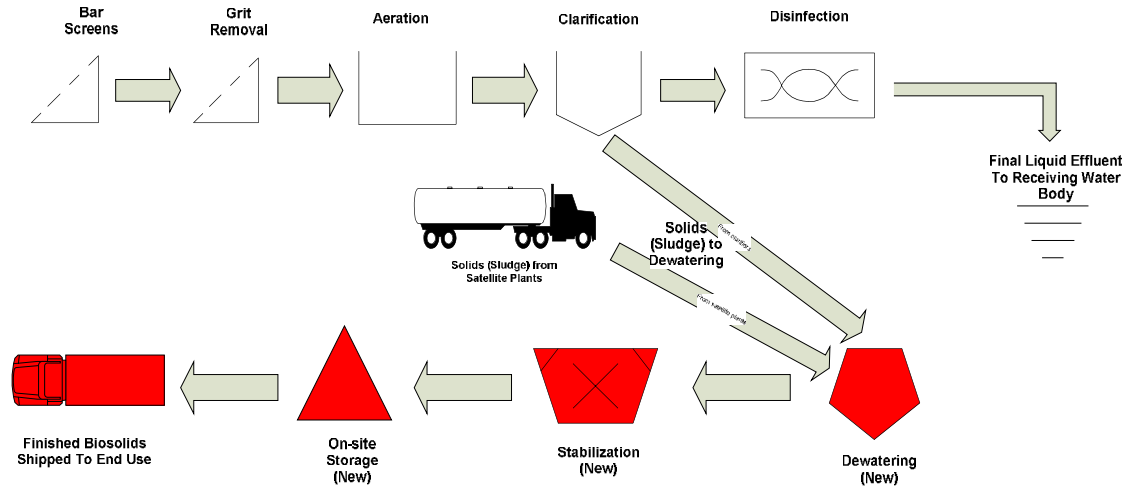 Bar
Screens
Grit
Removal
Aeration
Clarification
Disinfection
Final Liquid Effluent
To Receiving Water
Body
Solids (Sludge) from
Satellite Plants
Solids
(Sludge) to
Dewatering
From clarifiers
From satellite plants
Finished Biosolids
Shipped To End Use
On-site
Storage
(New)
Stabilization
(New)
Dewatering
(New)